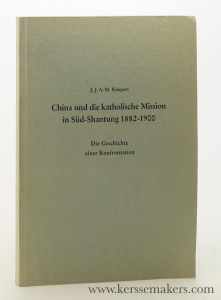 J. J. A. M. Kuepers
China und die katholische Mission
in Süd-Shantung 1882-1900
Die Geschichte
einer Konfrontation
www.kerssemakers.com